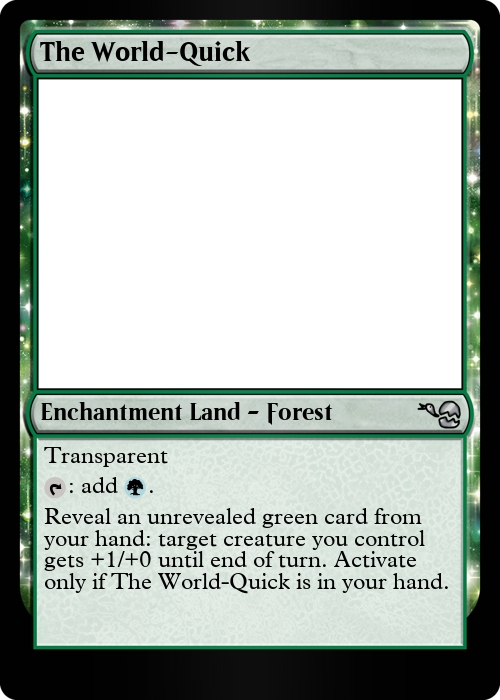 The World-Quick
Enchantment Land - Forest
Transparent
: add .
Reveal an unrevealed green card from
your hand: target creature you control
gets +1/+0 until end of turn. Activate
only if The World-Quick is in your hand.